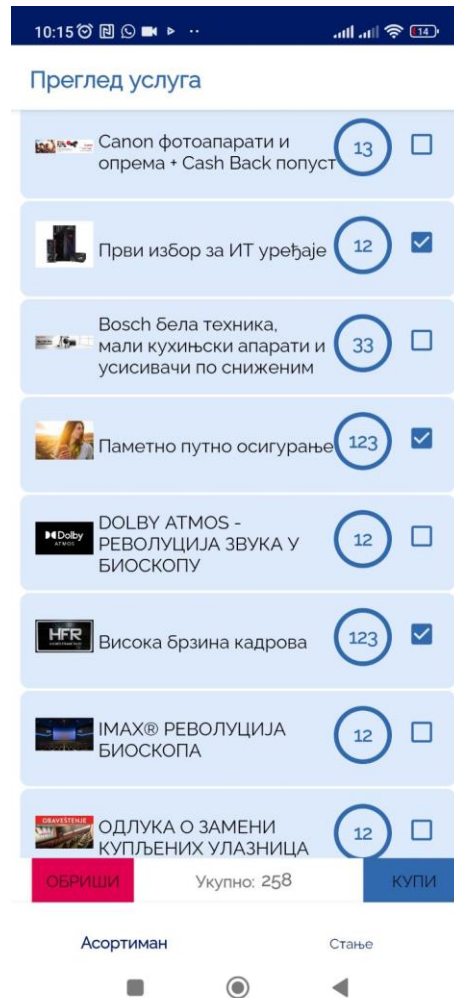 10:15
14
Преглед услуга
Canon фотоапарати и
опрема + Cash Back попуст
13
Први избор за ИТ уређаје
12
Bosch бела техника,
мали кухињски апарати и
усисивачи по сниженим
33
Паметно путно осигурање
123
Dolby
ATMOS
DOLBY ATMOS -
РЕВОЛУЦИЈА ЗВУКА У
БИОСКОПУ
12
HFR
Висока брзина кадрова
123
IMAX® РЕВОЛУЦИЈА
БИОСКОПА
12
OBAVEŠTENJE
ОДЛУКА О ЗАМЕНИ
КУПЉЕНИХ УЛАЗНИЦА
12
ОБРИШИ
Укупно: 258
КУПИ
Асортиман
Стање